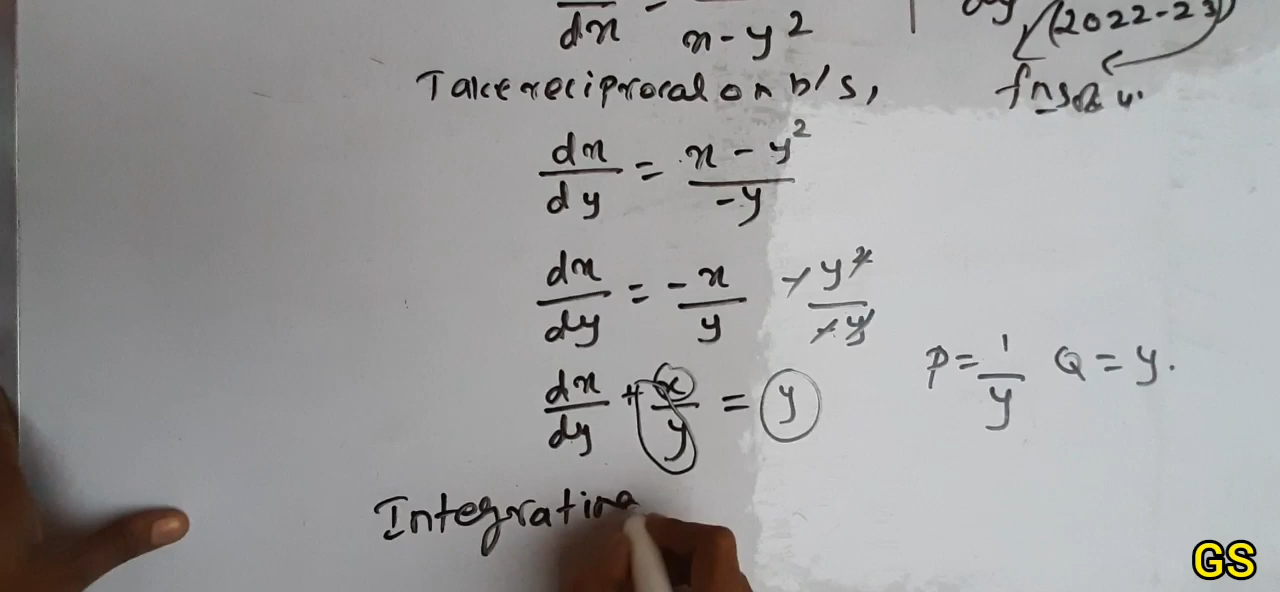 dx x - y²
(2022-23)
Take reciprocal on b/s,
dx/dy = x - y²/-y
dx/dy = -x/y - y²/-y
P = 1/y Q = y.
dx/dy + x/y = y
Integrating
GS